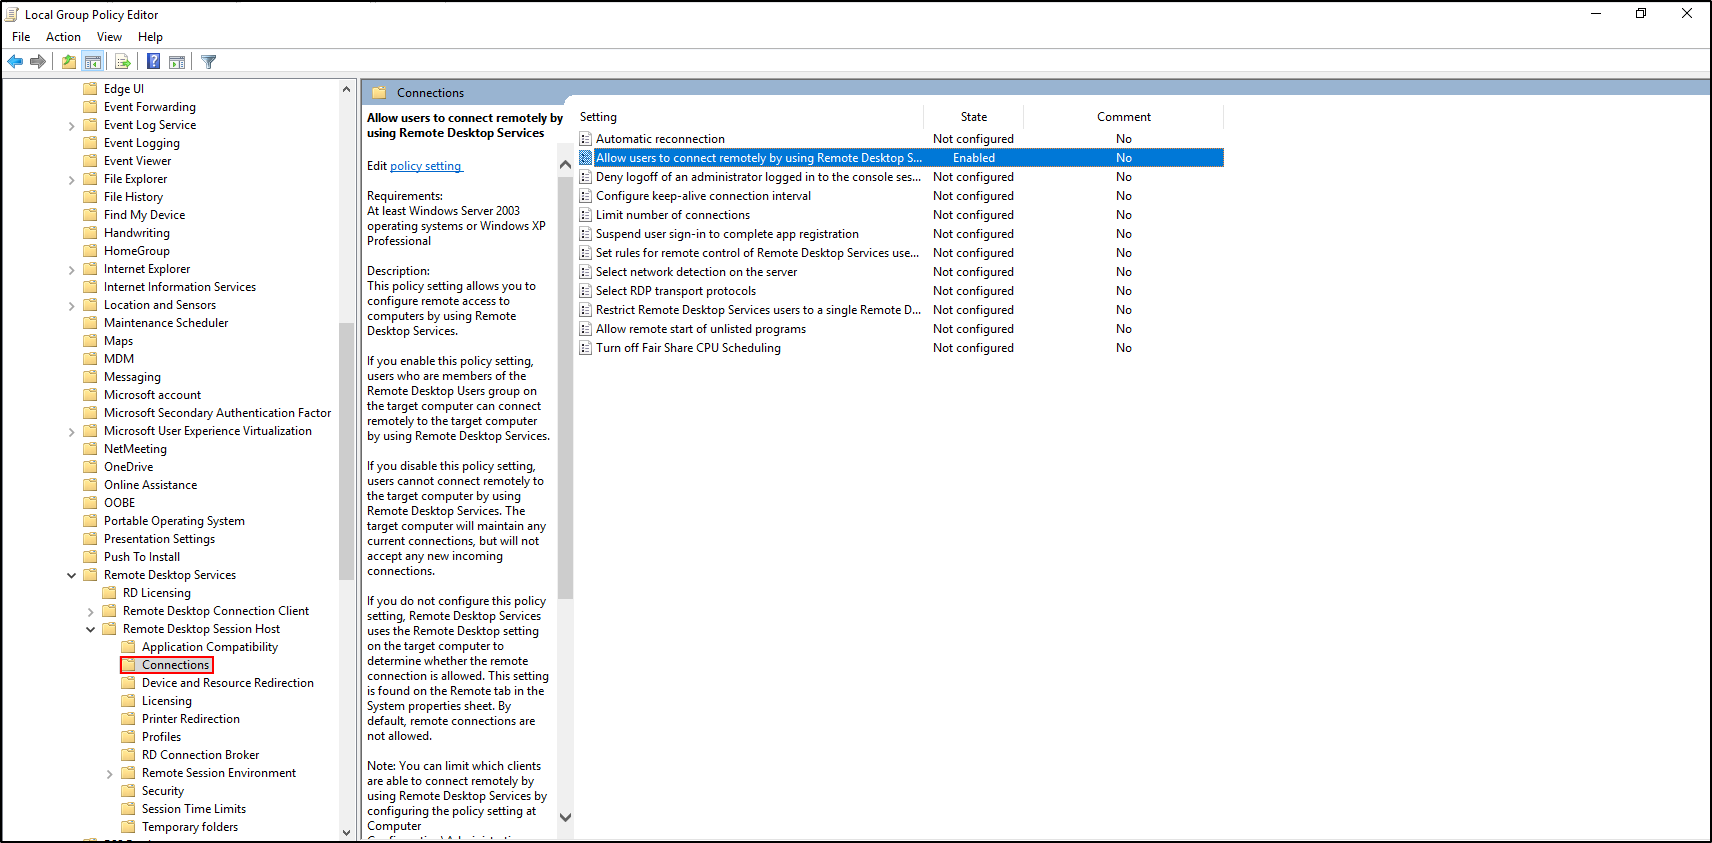 Local Group Policy Editor
File Action View Help
Edge UI
Event Forwarding
Event Log Service
Event Logging
Event Viewer
File Explorer
File History
Find My Device
Handwriting
HomeGroup
Internet Explorer
Internet Information Services
Location and Sensors
Maintenance Scheduler
Maps
MDM
Messaging
Microsoft account
Microsoft Secondary Authentication Factor
Microsoft User Experience Virtualization
NetMeeting
OneDrive
Online Assistance
OOBE
Portable Operating System
Presentation Settings
Push To Install
Remote Desktop Services
RD Licensing
Remote Desktop Connection Client
Remote Desktop Session Host
Application Compatibility
Connections
Device and Resource Redirection
Licensing
Printer Redirection
Profiles
RD Connection Broker
Remote Session Environment
Security
Session Time Limits
Temporary folders
Connections
Allow users to connect remotely by
using Remote Desktop Services
Edit policy setting
Requirements:
At least Windows Server 2003
operating systems or Windows XP
Professional
Description:
This policy setting allows you to
configure remote access to
computers by using Remote
Desktop Services.
If you enable this policy setting,
users who are members of the
Remote Desktop Users group on
the target computer can connect
remotely to the target computer
by using Remote Desktop Services.
If you disable this policy setting,
users cannot connect remotely to
the target computer by using
Remote Desktop Services. The
target computer will maintain any
current connections, but will not
accept any new incoming
connections.
If you do not configure this policy
setting, Remote Desktop Services
uses the Remote Desktop setting
on the target computer to
determine whether the remote
connection is allowed. This setting
is found on the Remote tab in the
System properties sheet. By
default, remote connections are
not allowed.
Note: You can limit which clients
are able to connect remotely by
using Remote Desktop Services by
configuring the policy setting at
Computer
Setting State Comment
Automatic reconnection Not configured No
Allow users to connect remotely by using Remote Desktop S... Enabled No
Deny logoff of an administrator logged in to the console ses... Not configured No
Configure keep-alive connection interval Not configured No
Limit number of connections Not configured No
Suspend user sign-in to complete app registration Not configured No
Set rules for remote control of Remote Desktop Services use... Not configured No
Select network detection on the server Not configured No
Select RDP transport protocols Not configured No
Restrict Remote Desktop Services users to a single Remote D... Not configured No
Allow remote start of unlisted programs Not configured No
Turn off Fair Share CPU Scheduling Not configured No